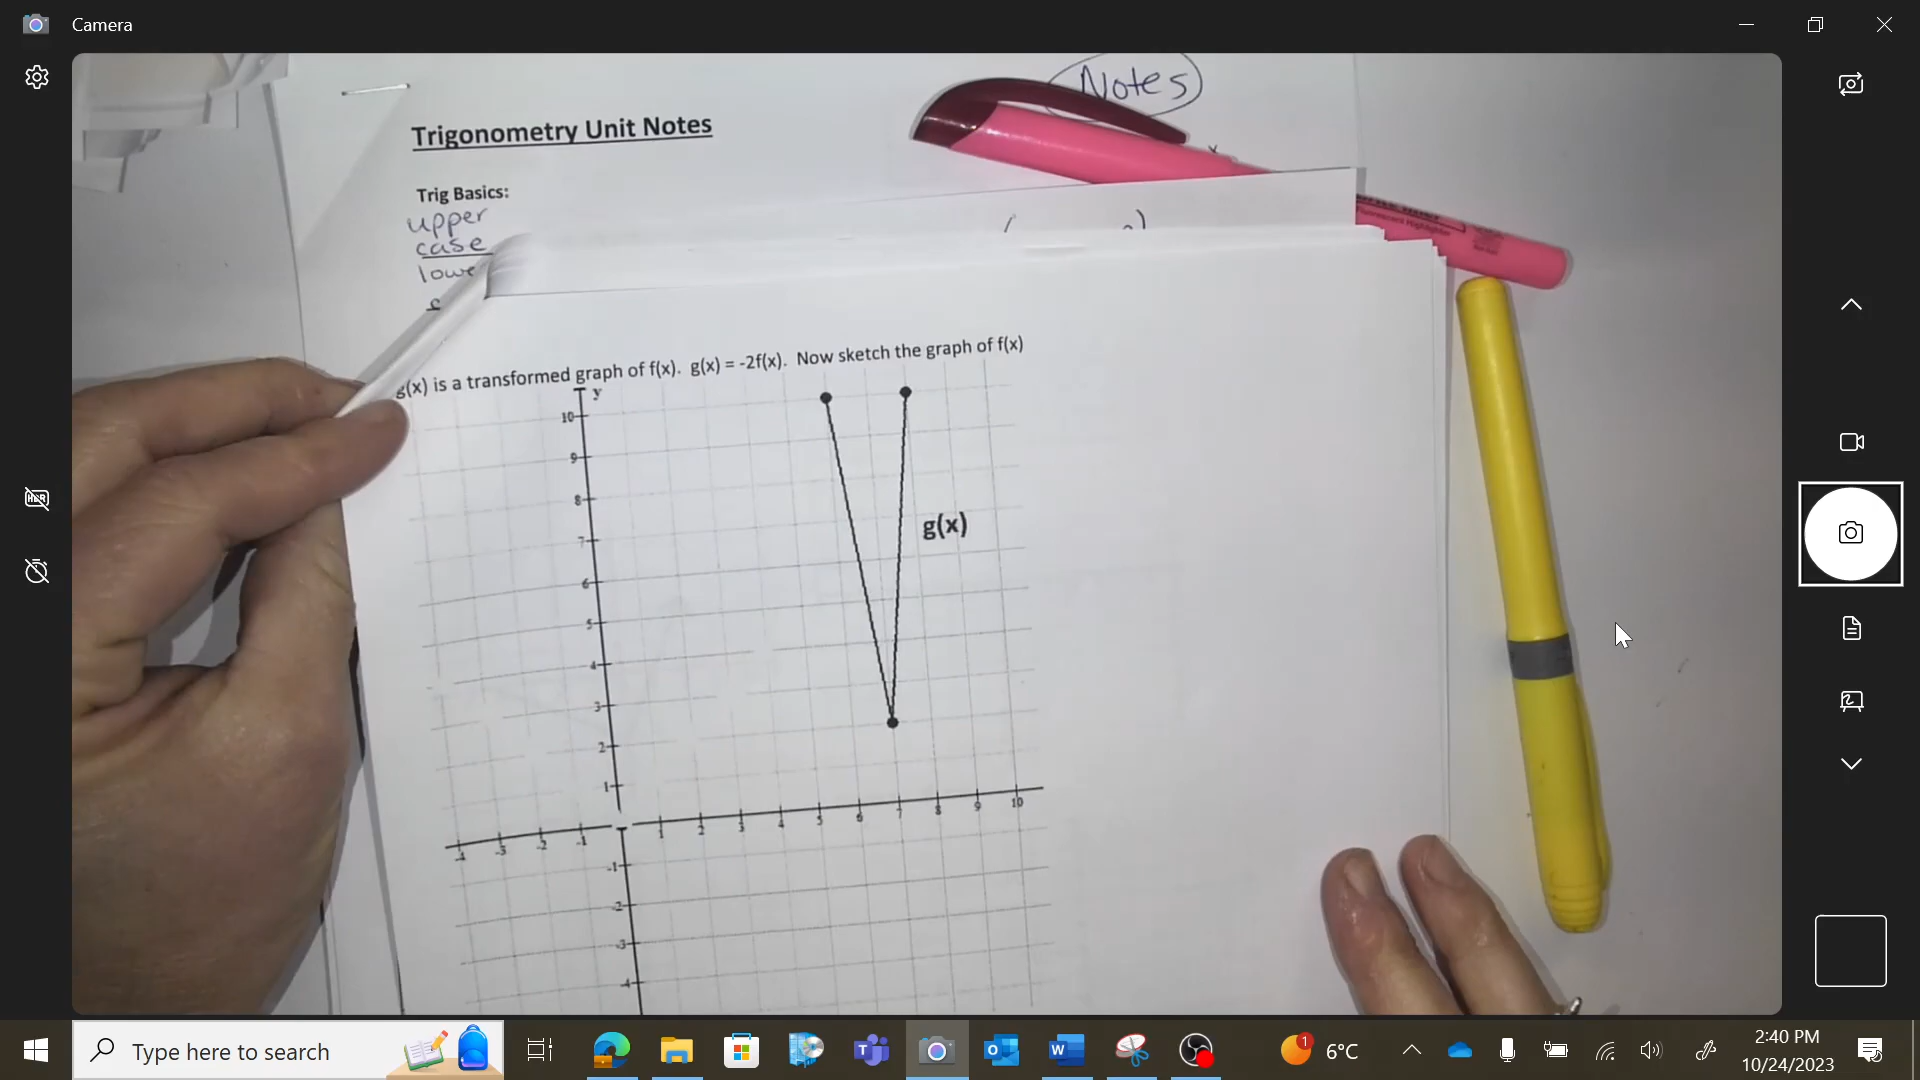 Camera
Notes
Trigonometry Unit Notes
Trig Basics:
upper
case
lowe
g(x) is a transformed graph of f(x). g(x) = -2f(x). Now sketch the graph of f(x)
y
10
9
8
7
6
5
4
3
2
1
g(x)
-4 -3 -2 -1 1 2 3 4 5 6 7 8 9 10
-1
-2
-3
-4
Type here to search
1
6°C
2:40 PM
10/24/2023